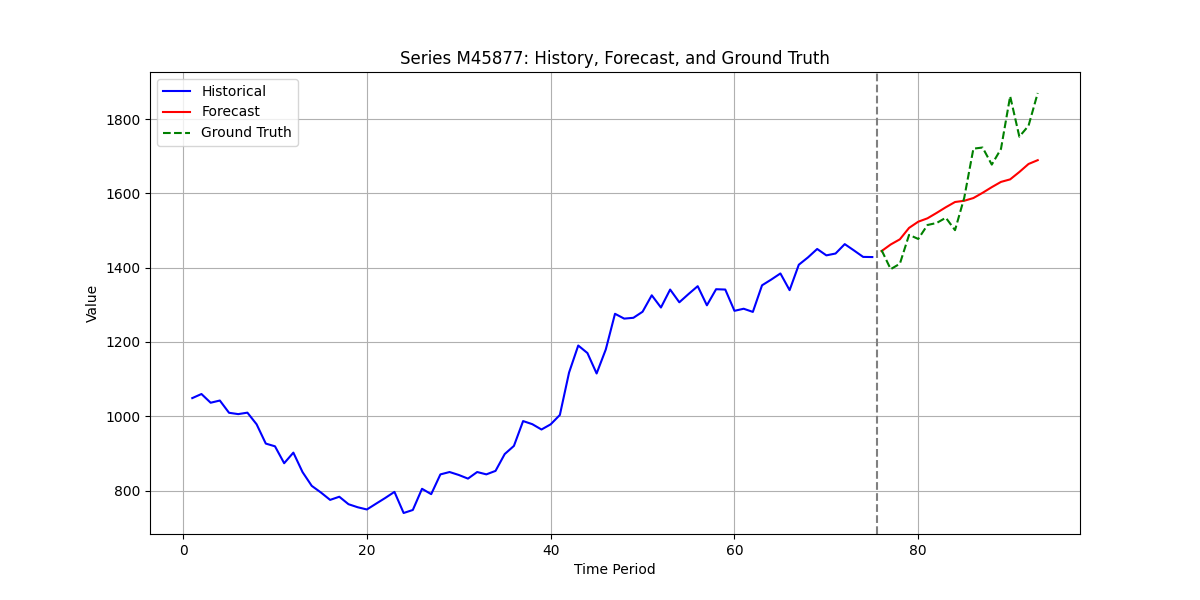 Series M45877: History, Forecast, and Ground Truth
Historical
Forecast
Ground Truth
1800
1600
1400
1200
1000
800
Value
0 20 40 60 80
Time Period